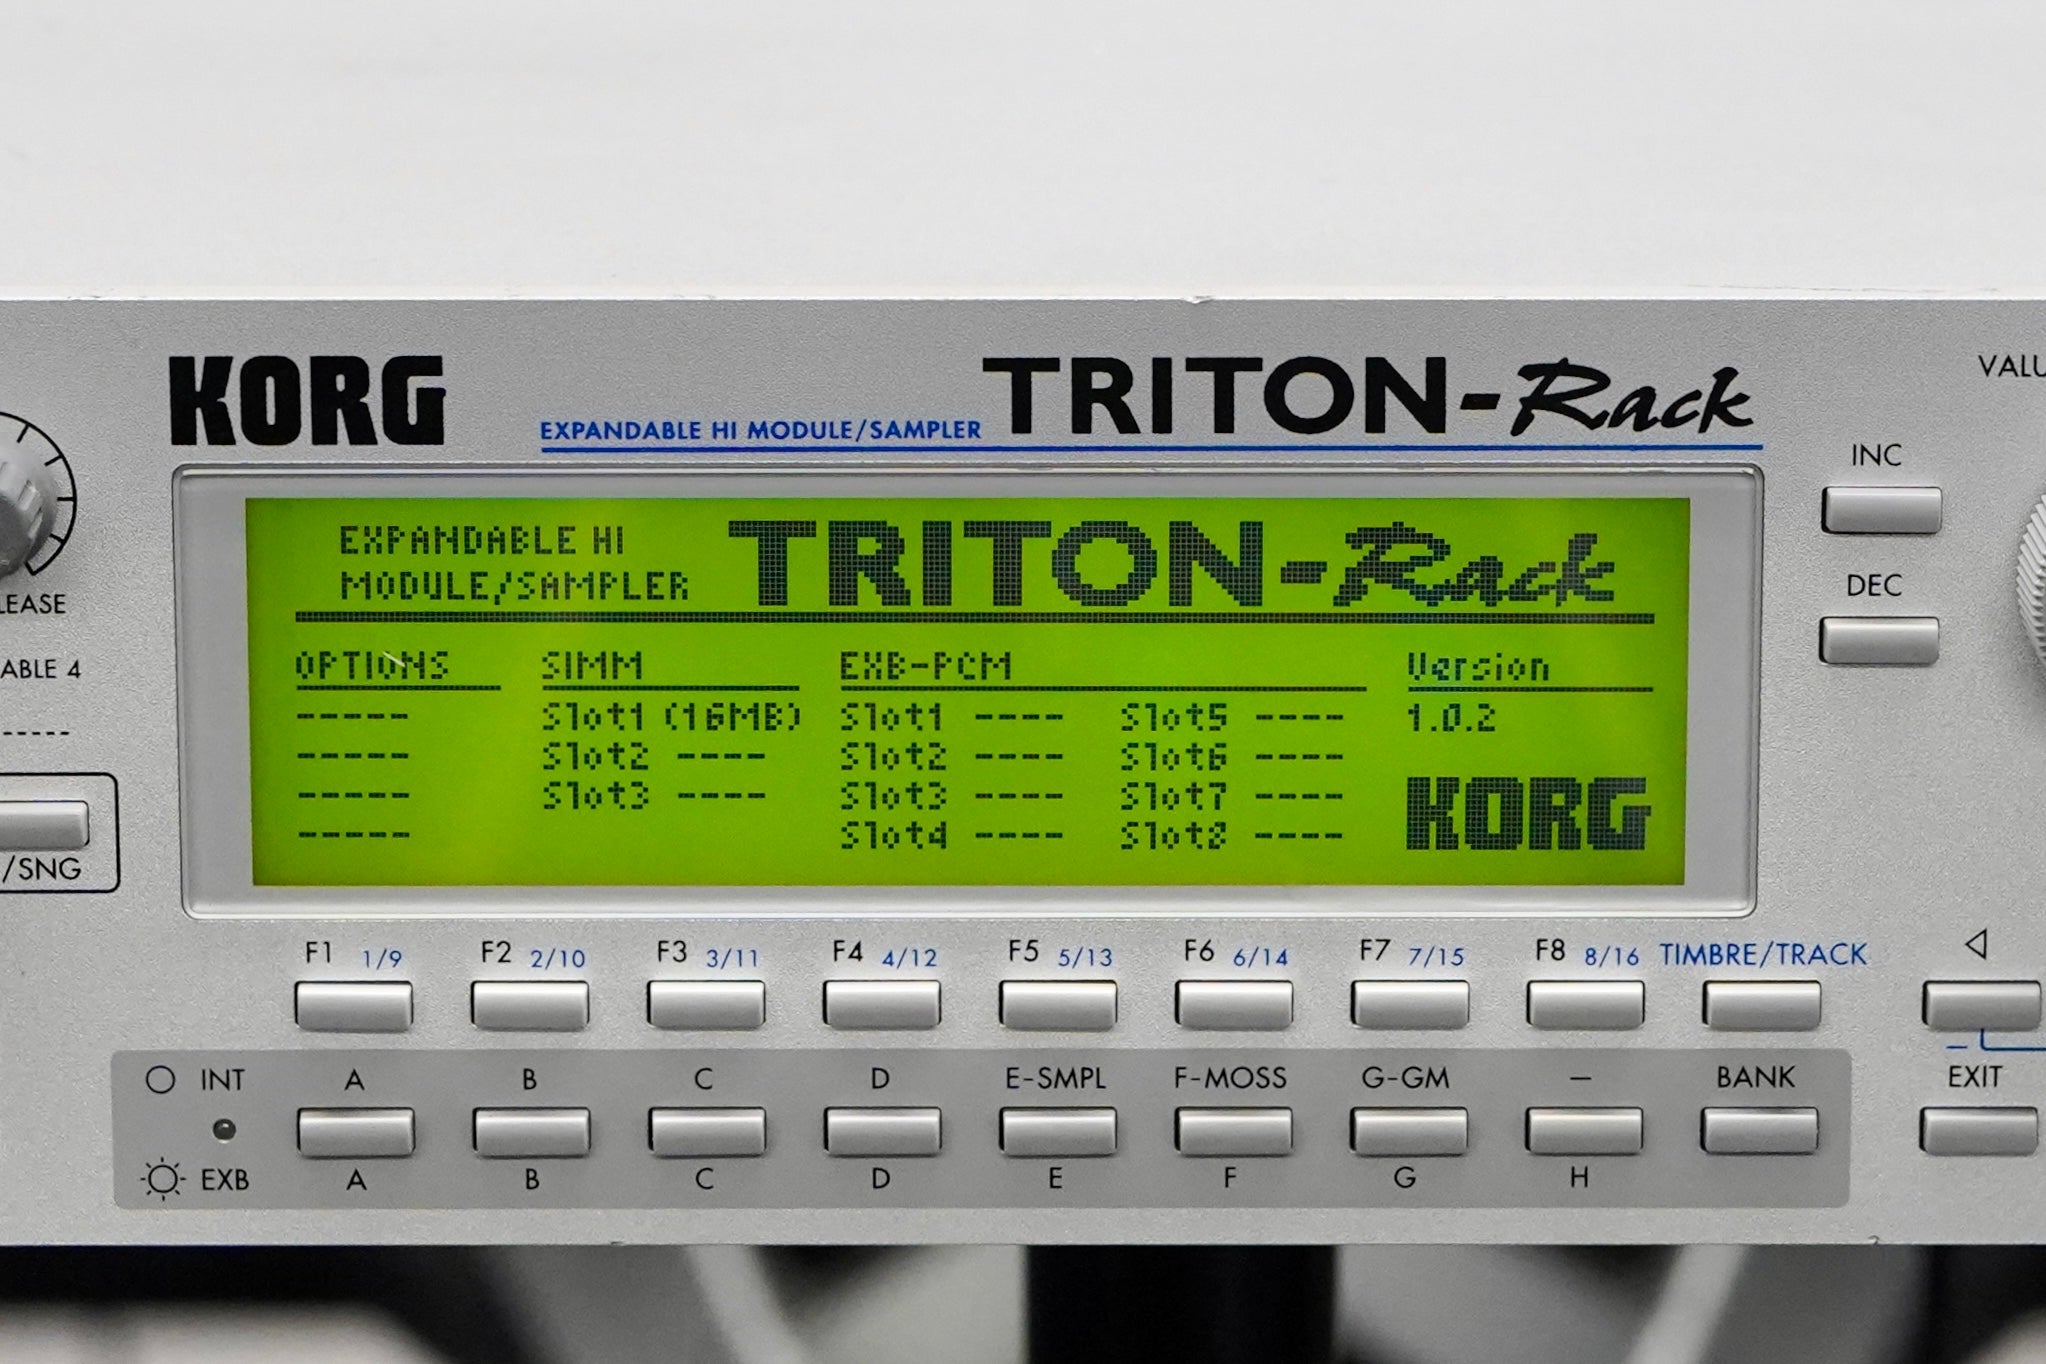 KORG
EXPANDABLE HI MODULE/SAMPLER TRITON-Rack
VALU
INC
DEC
LEASE
ABLE 4
-----
/SNG
EXPANDABLE HI
MODULE/SAMPLER
TRITON-Rack
OPTIONS SIMM EXB-PCM Version
----- Slot1 (16MB) Slot1 ---- Slot5 ---- 1.0.2
----- Slot2 ---- Slot2 ---- Slot6 ----
----- Slot3 ---- Slot3 ---- Slot7 ----
----- Slot4 ---- Slot8 ----
KORG
F1 1/9 F2 2/10 F3 3/11 F4 4/12 F5 5/13 F6 6/14 F7 7/15 F8 8/16 TIMBRE/TRACK
INT A B C D E-SMPL F-MOSS G-GM — BANK EXIT
EXB A B C D E F G H